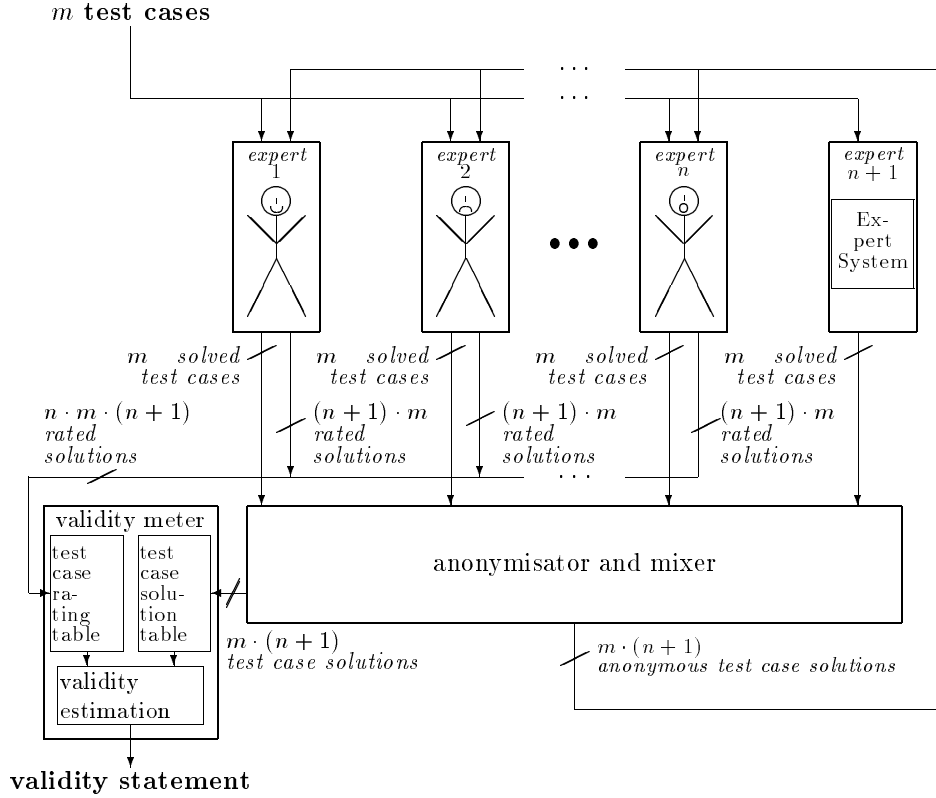 m test cases
. . .
. . .
expert
1
expert
2
expert
n
expert
n + 1
Ex-
pert
System
m solved
test cases
m solved
test cases
m solved
test cases
m solved
test cases
n · m · (n + 1)
rated
solutions
(n + 1) · m
rated
solutions
(n + 1) · m
rated
solutions
(n + 1) · m
rated
solutions
. . .
validity meter
test
case
ra-
ting
table
test
case
solu-
tion
table
anonymisator and mixer
m · (n + 1)
test case solutions
m · (n + 1)
anonymous test case solutions
validity
estimation
validity statement